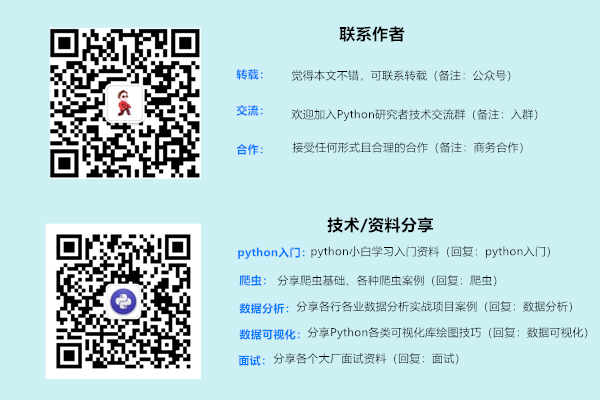 联系作者
转载： 觉得本文不错，可联系转载（备注：公众号）
交流： 欢迎加入Python研究者技术交流群（备注：入群）
合作： 接受任何形式且合理的合作（备注：商务合作）
技术/资料分享
python入门：python小白学习入门资料（回复：python入门）
爬虫： 分享爬虫基础、各种爬虫案例（回复：爬虫）
数据分析：分享各行各业数据分析实战项目案例（回复：数据分析）
数据可视化：分享Python各类可视化库绘图技巧（回复：数据可视化）
面试：分享各个大厂面试资料（回复：面试）